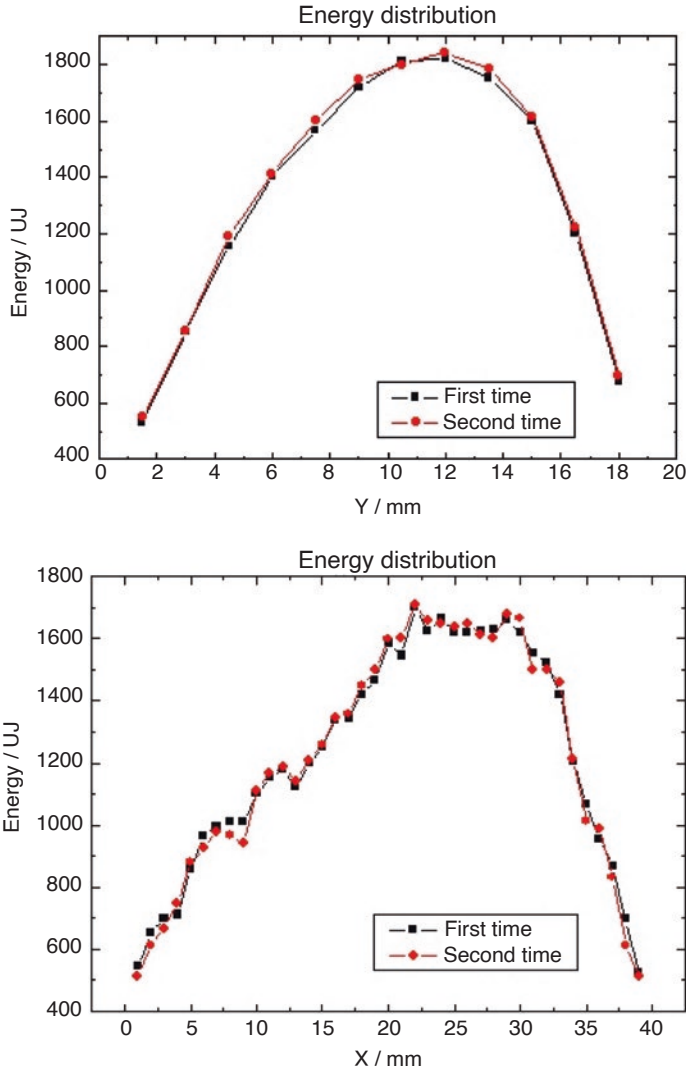 Energy distribution
1800
1600
1400
1200
1000
800
600
400
Energy / UJ
First time
Second time
0 2 4 6 8 10 12 14 16 18 20
Y / mm
Energy distribution
1800
1600
1400
1200
1000
800
600
400
Energy / UJ
First time
Second time
0 5 10 15 20 25 30 35 40
X / mm